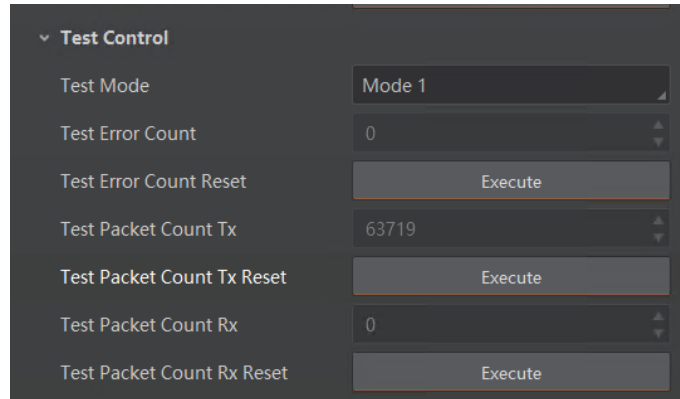 Test Control
Test Mode Mode 1
Test Error Count 0
Test Error Count Reset Execute
Test Packet Count Tx 63719
Test Packet Count Tx Reset Execute
Test Packet Count Rx 0
Test Packet Count Rx Reset Execute